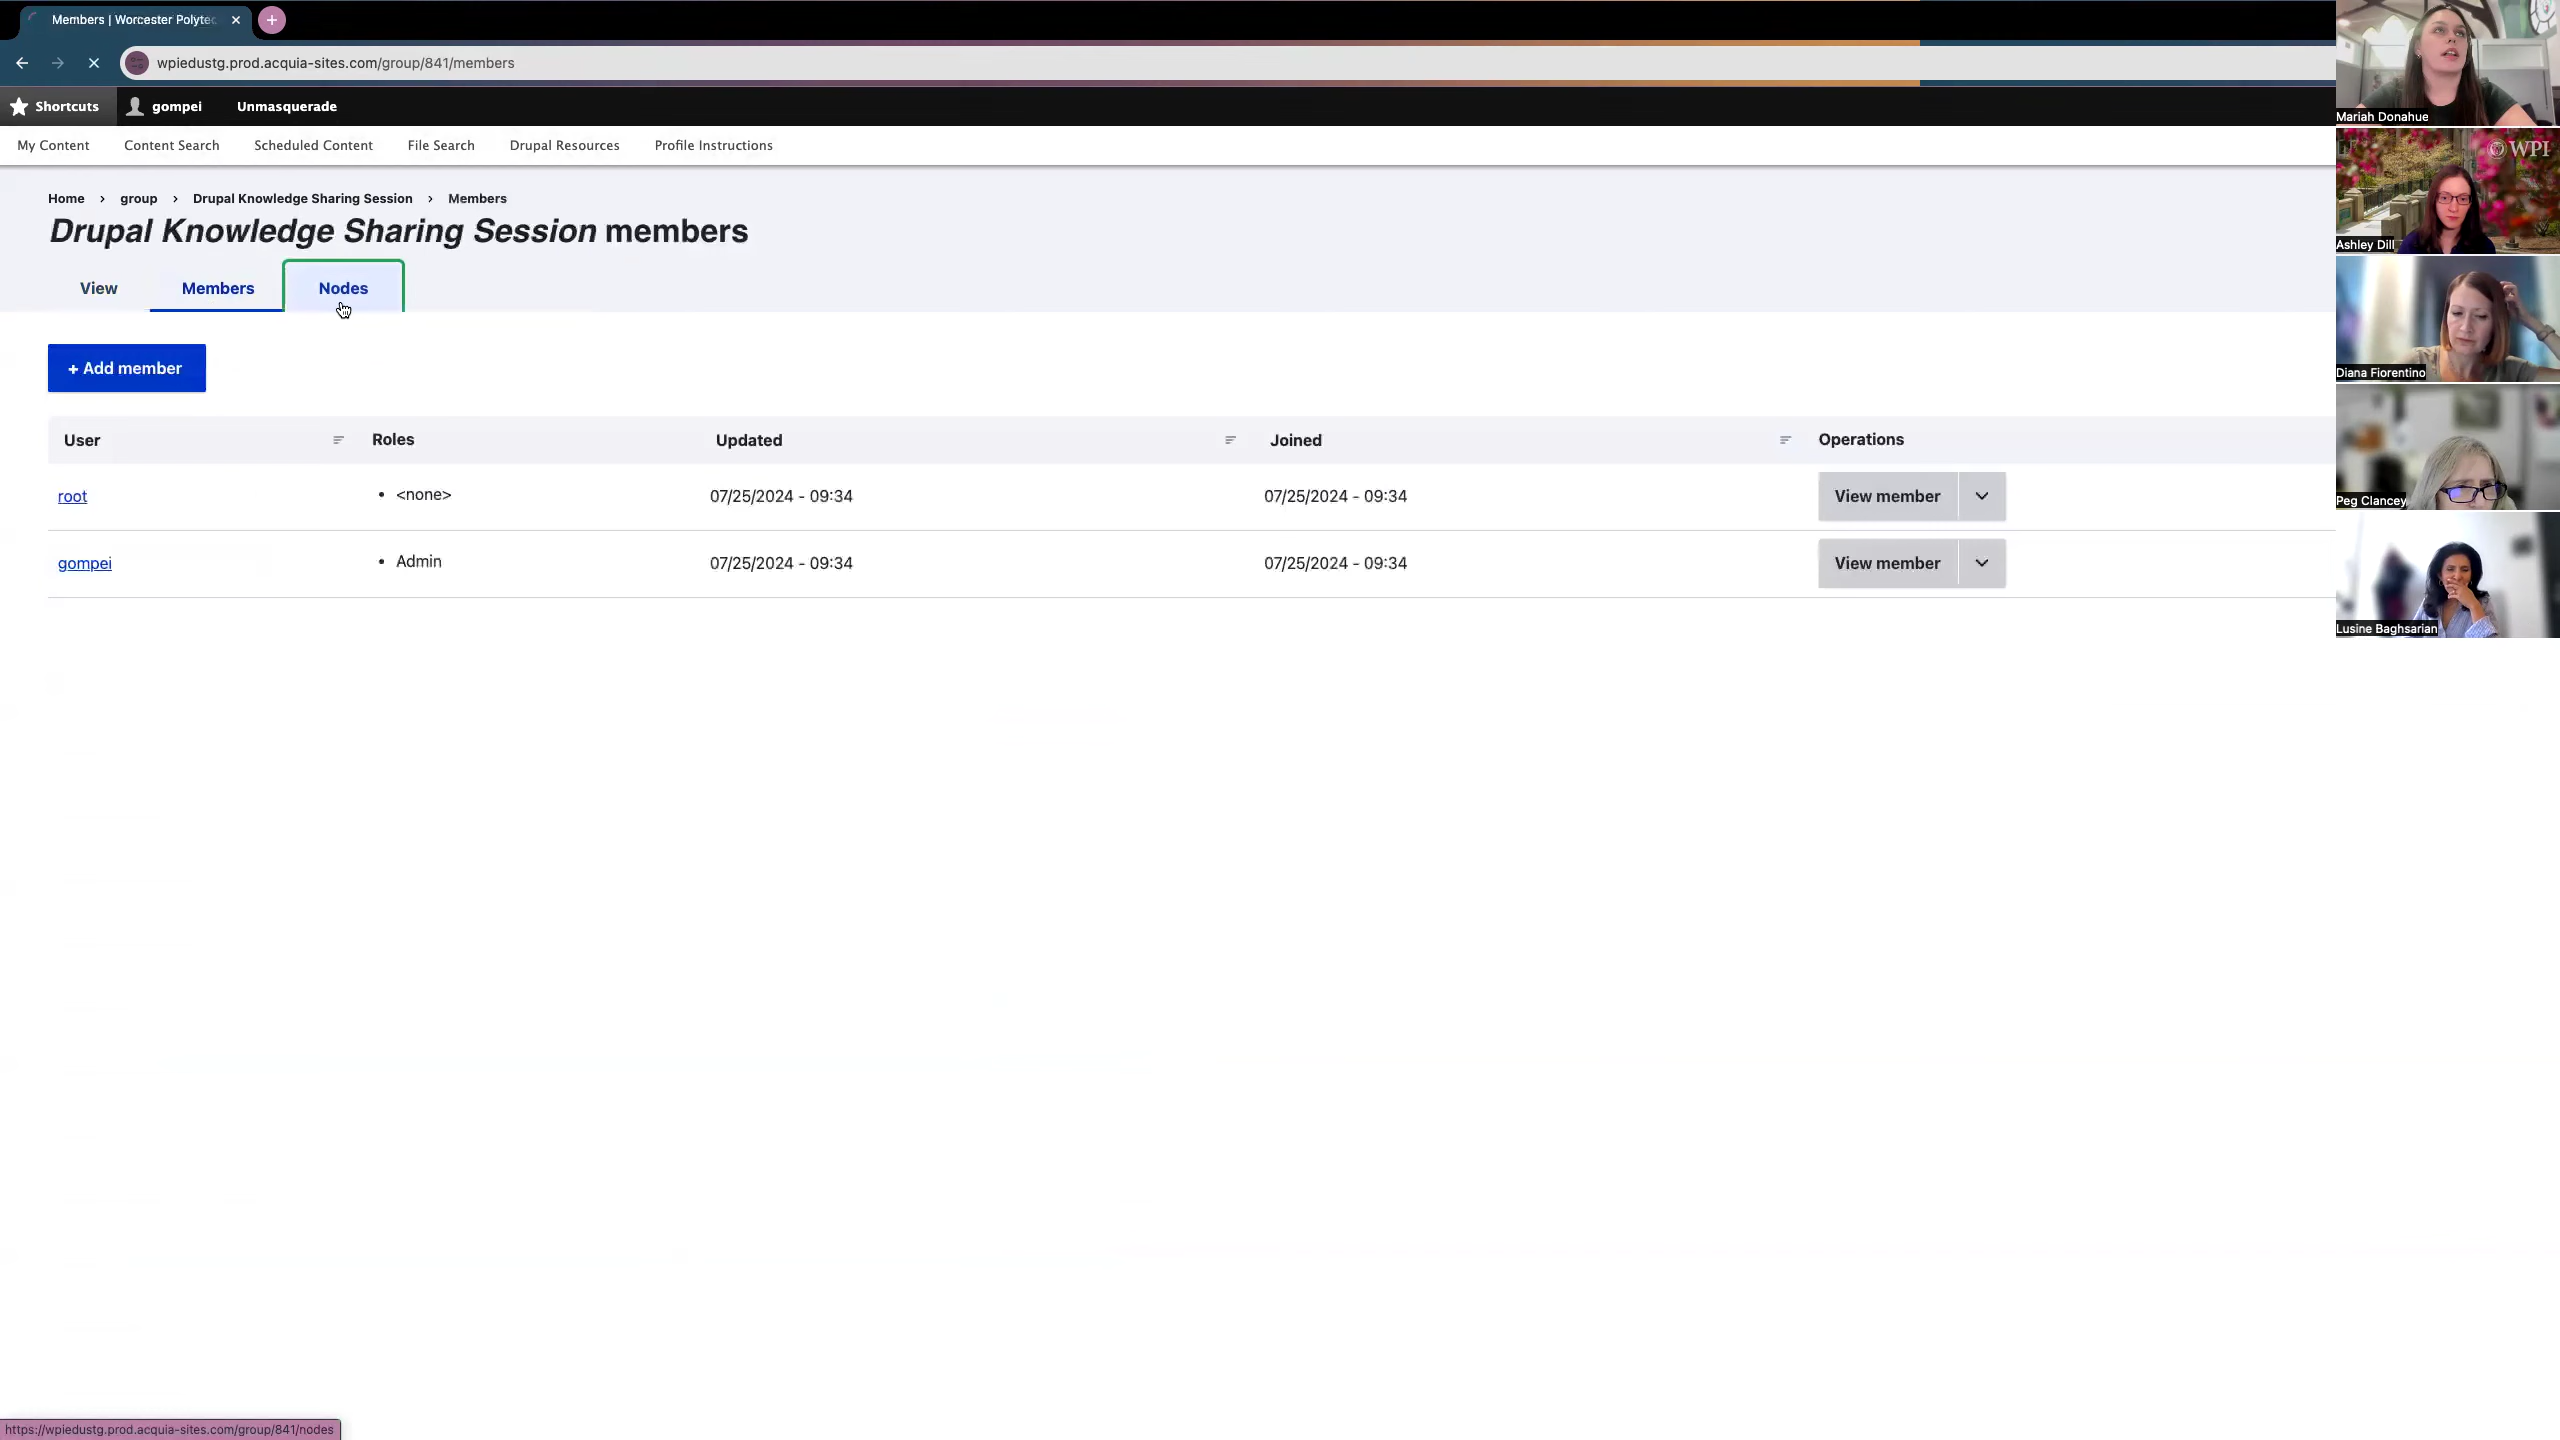 Members | Worcester Polytec
wpiedustg.prod.acquia-sites.com/group/841/members
Shortcuts gompei Unmasquerade
My Content Content Search Scheduled Content File Search Drupal Resources Profile Instructions
Home › group › Drupal Knowledge Sharing Session › Members
Drupal Knowledge Sharing Session members
View Members Nodes
+ Add member
User Roles Updated Joined Operations
root • <none> 07/25/2024 - 09:34 07/25/2024 - 09:34 View member
gompei • Admin 07/25/2024 - 09:34 07/25/2024 - 09:34 View member
https://wpiedustg.prod.acquia-sites.com/group/841/nodes
Mariah Donahue
WPI
Ashley Dill
Diana Fiorentino
Peg Clancey
Lusine Baghsarian